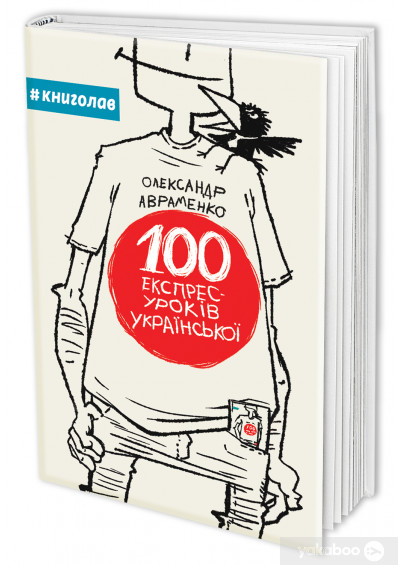 #книголав
ОЛЕКСАНДР
АВРАМЕНКО
100
ЕКСПРЕС-
УРОКІВ
УКРАЇНСЬКОЇ
yakaboo